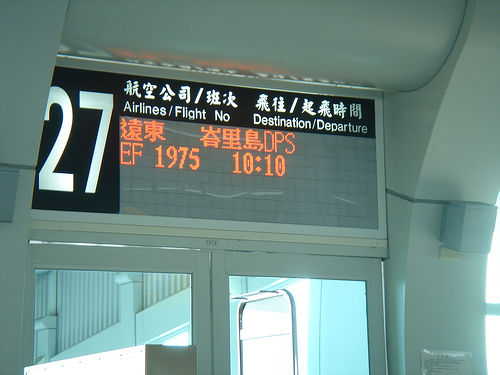 27
航空公司/班次 飛往/起飛時間
Airlines/Flight No Destination/Departure
遠東 峇里島DPS
EF 1975 10:10